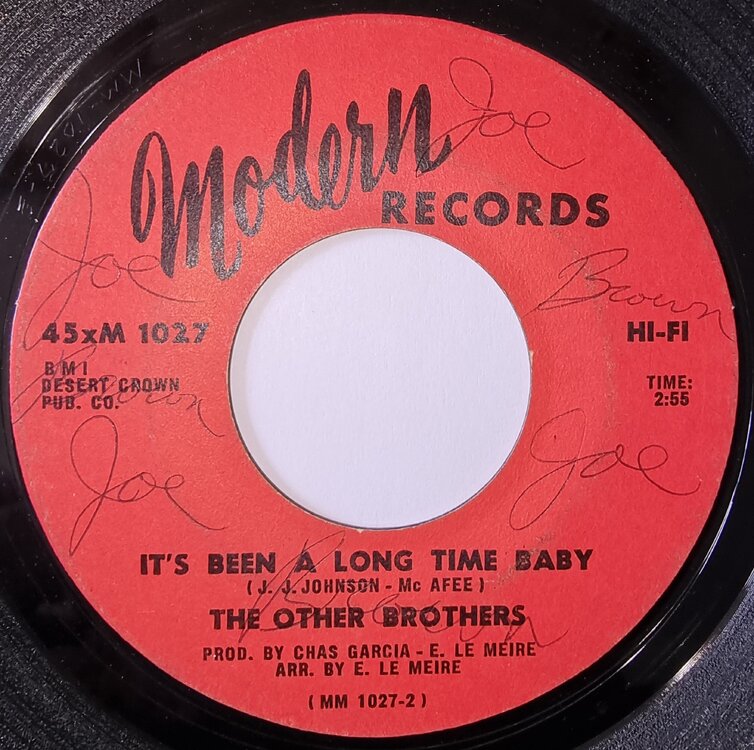 Modern
RECORDS
Joe
Joe
Brown
45xM 1027
HI-FI
BMI
DESERT CROWN
PUB. CO.
TIME:
2:55
Brown
Joe
Joe
IT'S BEEN A LONG TIME BABY
(J. J. JOHNSON - Mc AFEE)
THE OTHER BROTHERS
Brown
PROD. BY CHAS GARCIA - E. LE MEIRE
ARR. BY E. LE MEIRE
(MM 1027-2)